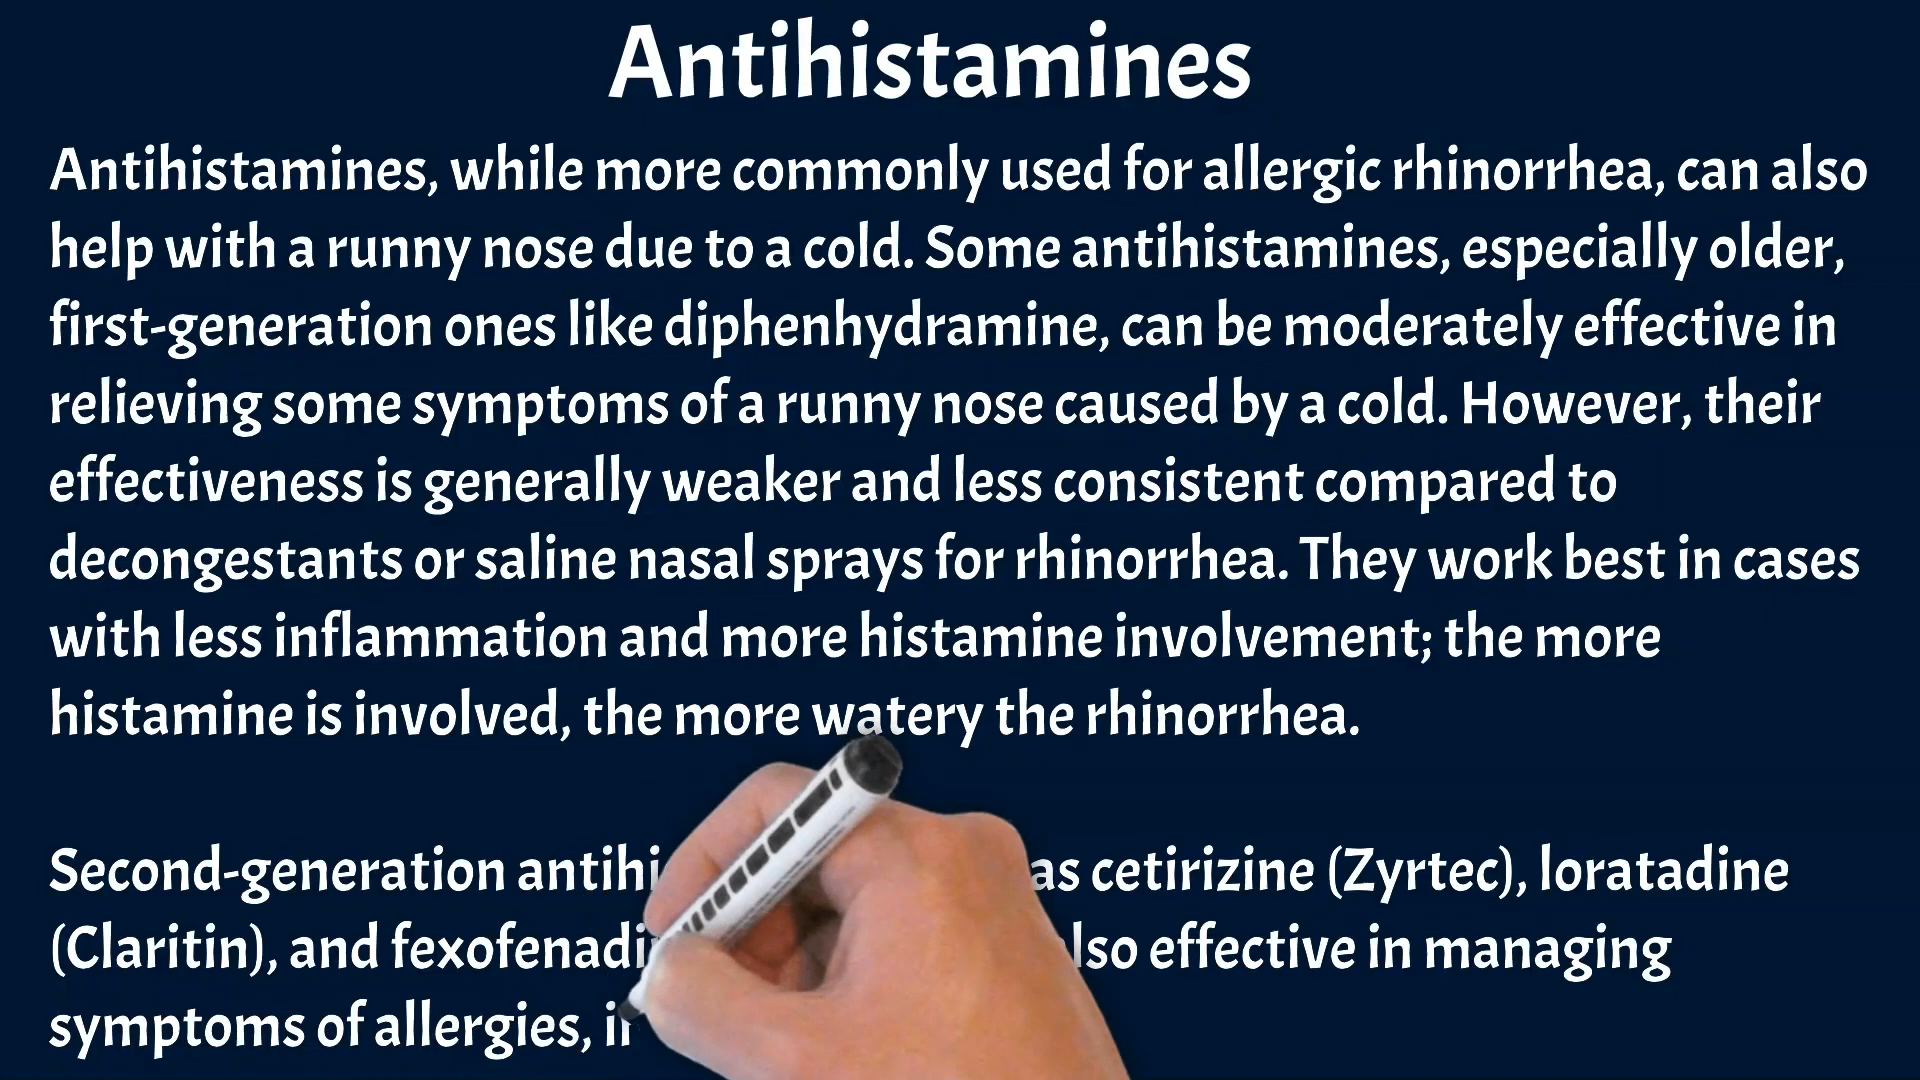 Antihistamines
Antihistamines, while more commonly used for allergic rhinorrhea, can also
help with a runny nose due to a cold. Some antihistamines, especially older,
first-generation ones like diphenhydramine, can be moderately effective in
relieving some symptoms of a runny nose caused by a cold. However, their
effectiveness is generally weaker and less consistent compared to
decongestants or saline nasal sprays for rhinorrhea. They work best in cases
with less inflammation and more histamine involvement; the more
histamine is involved, the more watery the rhinorrhea.
Second-generation as cetirizine (Zyrtec), loratadine
(Claritin), and effective in managing
symptoms of allergies,